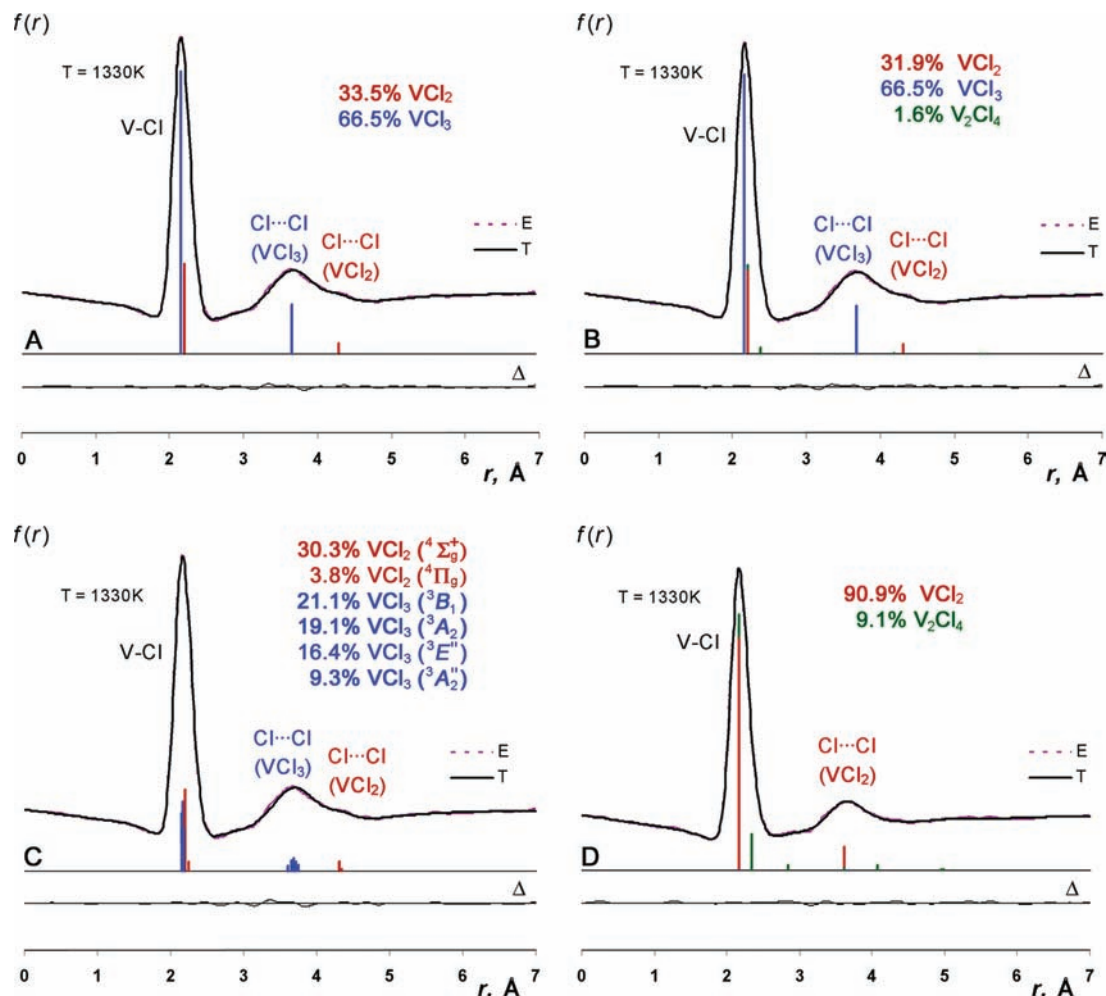 f(r)
T = 1330K
33.5% VCl₂
66.5% VCl₃
V-Cl
Cl···Cl
(VCl₃)
Cl···Cl
(VCl₂)
E
T
A
Δ
0 1 2 3 4 5 6 7
r, Å
f(r)
T = 1330K
31.9% VCl₂
66.5% VCl₃
1.6% V₂Cl₄
V-Cl
Cl···Cl
(VCl₃)
Cl···Cl
(VCl₂)
E
T
B
Δ
0 1 2 3 4 5 6 7
r, Å
f(r)
30.3% VCl₂ (⁴Σg⁺)
3.8% VCl₂ (⁴Πg)
21.1% VCl₃ (³B₁)
19.1% VCl₃ (³A₂)
16.4% VCl₃ (³E")
9.3% VCl₃ (³A₂")
T = 1330K
V-Cl
Cl···Cl
(VCl₃)
Cl···Cl
(VCl₂)
E
T
C
Δ
0 1 2 3 4 5 6 7
r, Å
f(r)
T = 1330K
90.9% VCl₂
9.1% V₂Cl₄
V-Cl
Cl···Cl
(VCl₂)
E
T
D
Δ
0 1 2 3 4 5 6 7
r, Å